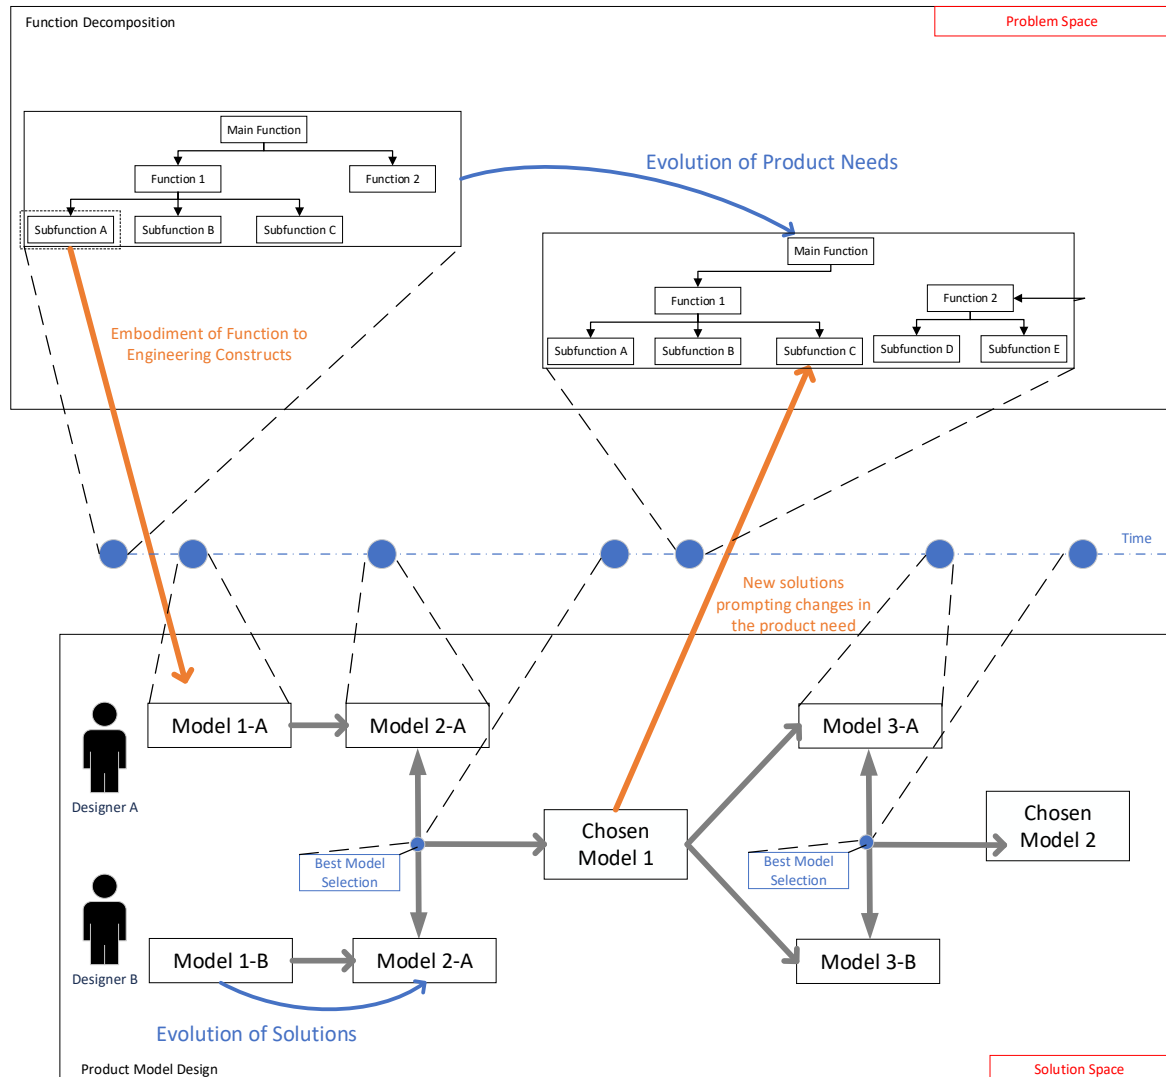 Function Decomposition
Problem Space
Main Function
Function 1
Function 2
Subfunction A
Subfunction B
Subfunction C
Evolution of Product Needs
Main Function
Function 1
Function 2
Subfunction A
Subfunction B
Subfunction C
Subfunction D
Subfunction E
Embodiment of Function to
Engineering Constructs
Time
New solutions
prompting changes in
the product need
Model 1-A
Model 2-A
Model 3-A
Designer A
Chosen
Model 1
Chosen
Model 2
Best Model
Selection
Best Model
Selection
Model 1-B
Model 2-A
Model 3-B
Designer B
Evolution of Solutions
Product Model Design
Solution Space